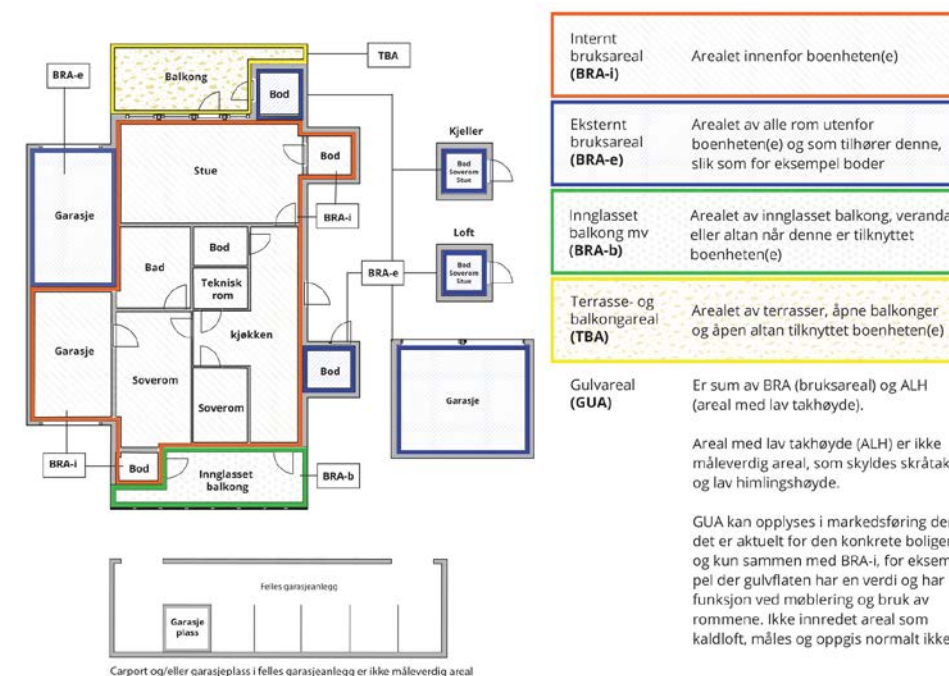 TBA
BRA-e
Balkong
Bod
Kjeller
Bod
Soverom
Stue
Stue
Bod
Garasje
BRA-i
Loft
Bod
Bad
Teknisk
rom
BRA-e
Bod
Soverom
Stue
kjøkken
Garasje
Soverom
Bod
Soverom
Garasje
BRA-i
Bod
Innglasset
balkong
BRA-b
Felles garasjeanlegg
Garasje
plass
Carport og/eller garasjeplass i felles garasjeanlegg er ikke måleverdig areal
Internt
bruksareal
(BRA-i)
Arealet innenfor boenheten(e)
Eksternt
bruksareal
(BRA-e)
Arealet av alle rom utenfor
boenheten(e) og som tilhører denne,
slik som for eksempel boder
Innglasset
balkong mv
(BRA-b)
Arealet av innglasset balkong, veranda
eller altan når denne er tilknyttet
boenheten(e)
Terrasse- og
balkongareal
(TBA)
Arealet av terrasser, åpne balkonger
og åpen altan tilknyttet boenheten(e)
Gulvareal
(GUA)
Er sum av BRA (bruksareal) og ALH
(areal med lav takhøyde).
Areal med lav takhøyde (ALH) er ikke
måleverdig areal, som skyldes skråtak
og lav himlingshøyde.
GUA kan opplyses i markedsføring der
det er aktuelt for den konkrete boligen
og kun sammen med BRA-i, for eksem
pel der gulvflaten har en verdi og har
funksjon ved møblering og bruk av
rommene. Ikke innredet areal som
kaldloft, måles og oppgis normalt ikke